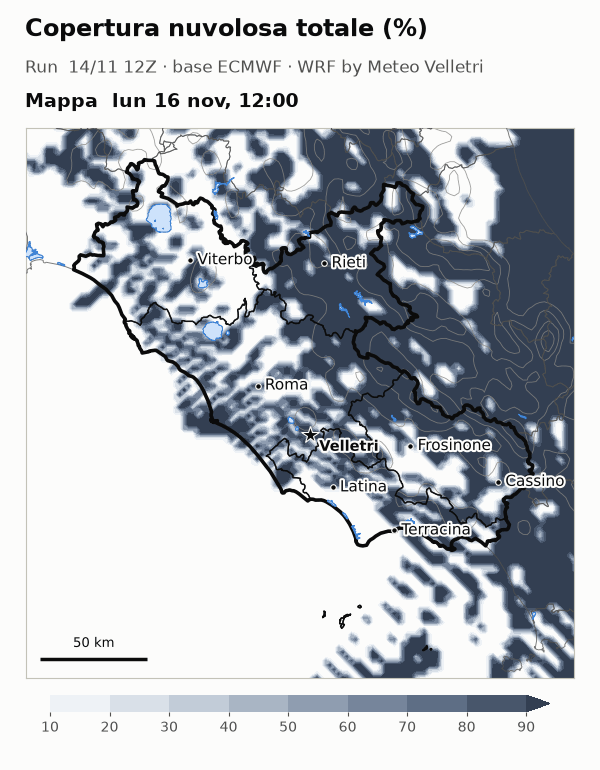 Copertura nuvolosa totale (%)
Run  14/11 12Z · base ECMWF · WRF by Meteo Velletri
Mappa  lun 16 nov, 12:00
Viterbo
Rieti
Roma
Velletri
Frosinone
Latina
Cassino
Terracina
50 km
10 20 30 40 50 60 70 80 90